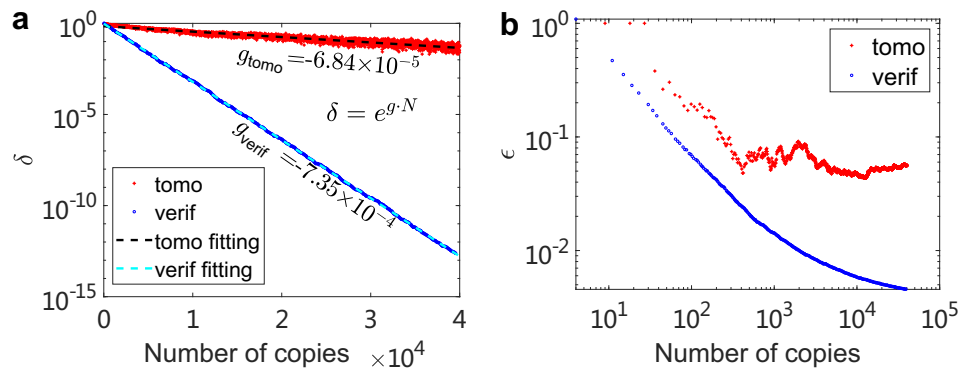 a
10^0
10^-5
10^-10
10^-15
δ
g_tomo = -6.84×10^-5
δ = e^{g·N}
g_verif = -7.35×10^-4
tomo
verif
tomo fitting
verif fitting
0 1 2 3 4
Number of copies ×10^4
b
10^0
10^-1
10^-2
ϵ
tomo
verif
10^1 10^2 10^3 10^4 10^5
Number of copies